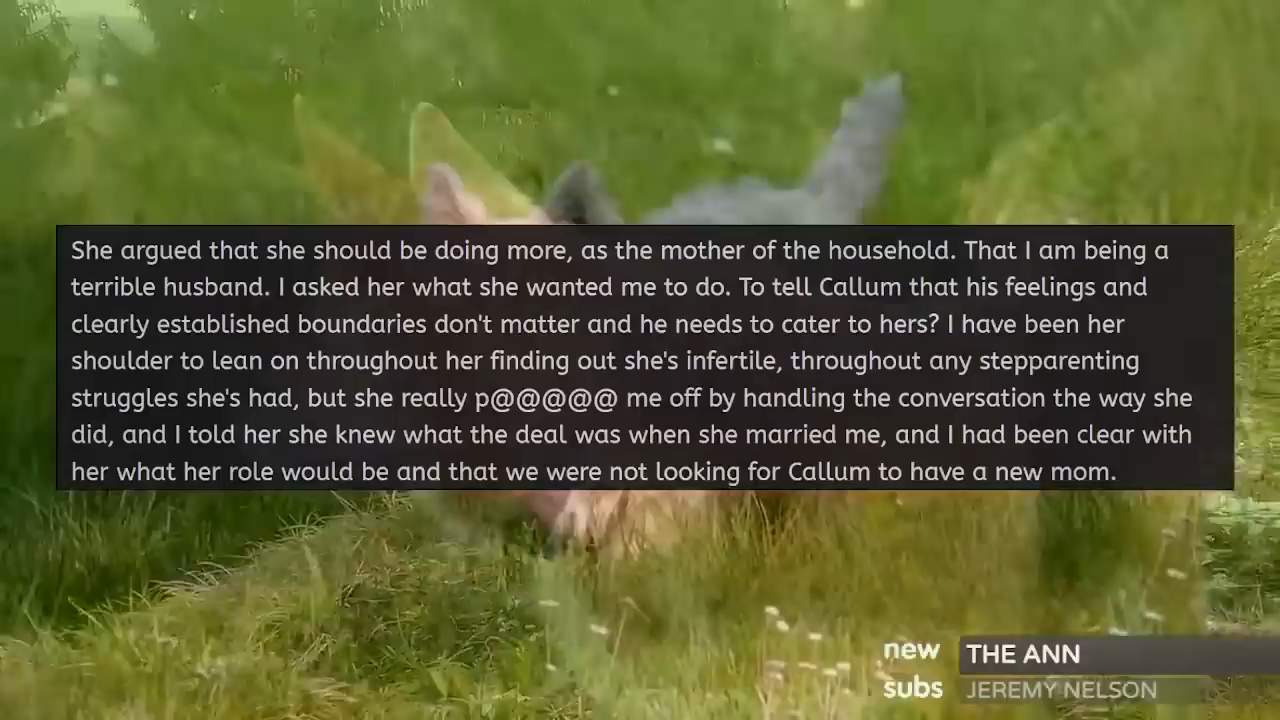 She argued that she should be doing more, as the mother of the household. That I am being a
terrible husband. I asked her what she wanted me to do. To tell Callum that his feelings and
clearly established boundaries don't matter and he needs to cater to hers? I have been her
shoulder to lean on throughout her finding out she's infertile, throughout any stepparenting
struggles she's had, but she really p@@@@@ me off by handling the conversation the way she
did, and I told her she knew what the deal was when she married me, and I had been clear with
her what her role would be and that we were not looking for Callum to have a new mom.
new THE ANN
subs JEREMY NELSON